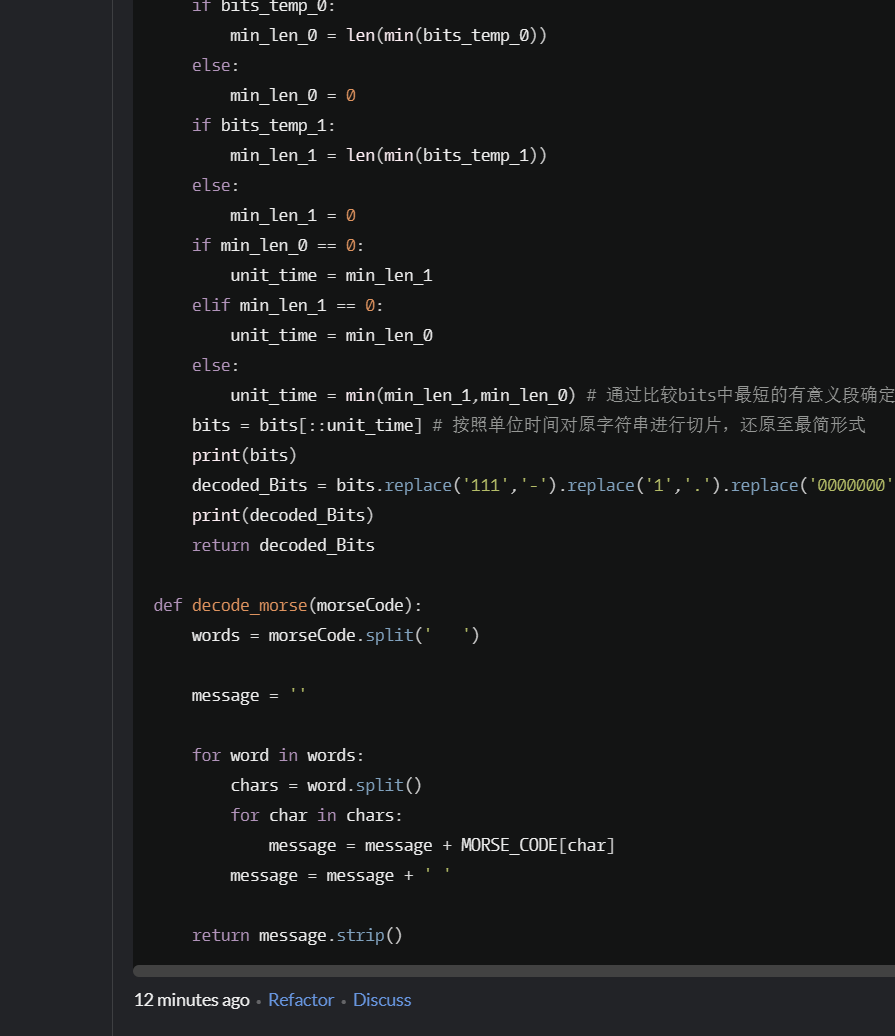 if bits_temp_0:
min_len_0 = len(min(bits_temp_0))
else:
min_len_0 = 0
if bits_temp_1:
min_len_1 = len(min(bits_temp_1))
else:
min_len_1 = 0
if min_len_0 == 0:
unit_time = min_len_1
elif min_len_1 == 0:
unit_time = min_len_0
else:
unit_time = min(min_len_1,min_len_0) # 通过比较bits中最短的有意义段确定
bits = bits[::unit_time] # 按照单位时间对原字符串进行切片，还原至最简形式
print(bits)
decoded_Bits = bits.replace('111','-').replace('1','.').replace('0000000'
print(decoded_Bits)
return decoded_Bits
def decode_morse(morseCode):
words = morseCode.split('   ')
message = ''
for word in words:
chars = word.split()
for char in chars:
message = message + MORSE_CODE[char]
message = message + ' '
return message.strip()
12 minutes ago • Refactor • Discuss